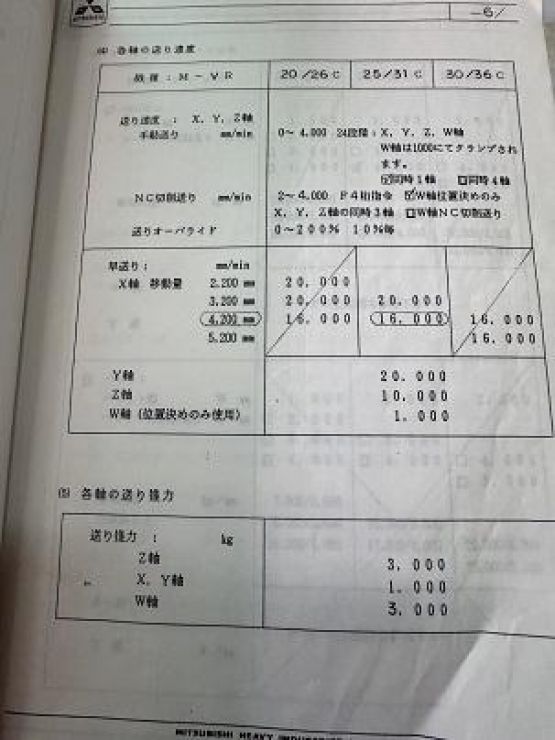 MITSUBISHI
-6/
(4) 各軸の送り速度
機種：M-VR 20/26C 25/31C 30/36C
送り速度： X, Y, Z軸
手動送り mm/min 0～4.000 24段階：X, Y, Z, W軸
W軸は1000にてクランプされ
ます。
☑同時1軸 □同時4軸
NC切削送り mm/min 2～4.000 F4桁指令 ☑W軸位置決めのみ
X, Y, Z軸の同時3軸 □W軸NC切削送り
送りオーバライド 0～200% 10%毎
早送り： mm/min
X軸 移動量 2.200 mm 20.000
3.200 mm 20.000 20.000
4.200 mm 16.000 16.000 16.000
5.200 mm 16.000
Y軸： 20.000
Z軸 10.000
W軸(位置決めのみ使用) 1.000
(5) 各軸の送り推力
送り推力： kg
Z軸 3.000
X, Y軸 1.000
W軸 3.000
MITSUBISHI HEAVY